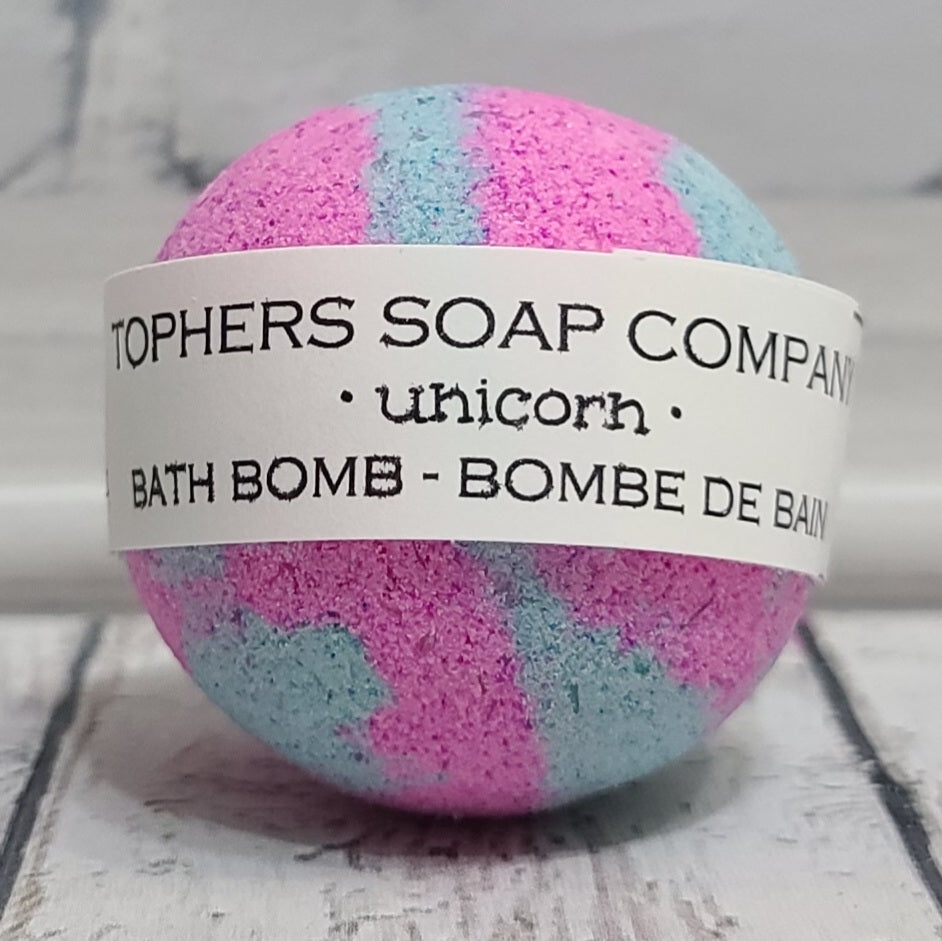 TOPHERS SOAP COMPANY
· unicorn ·
BATH BOMB - BOMBE DE BAIN